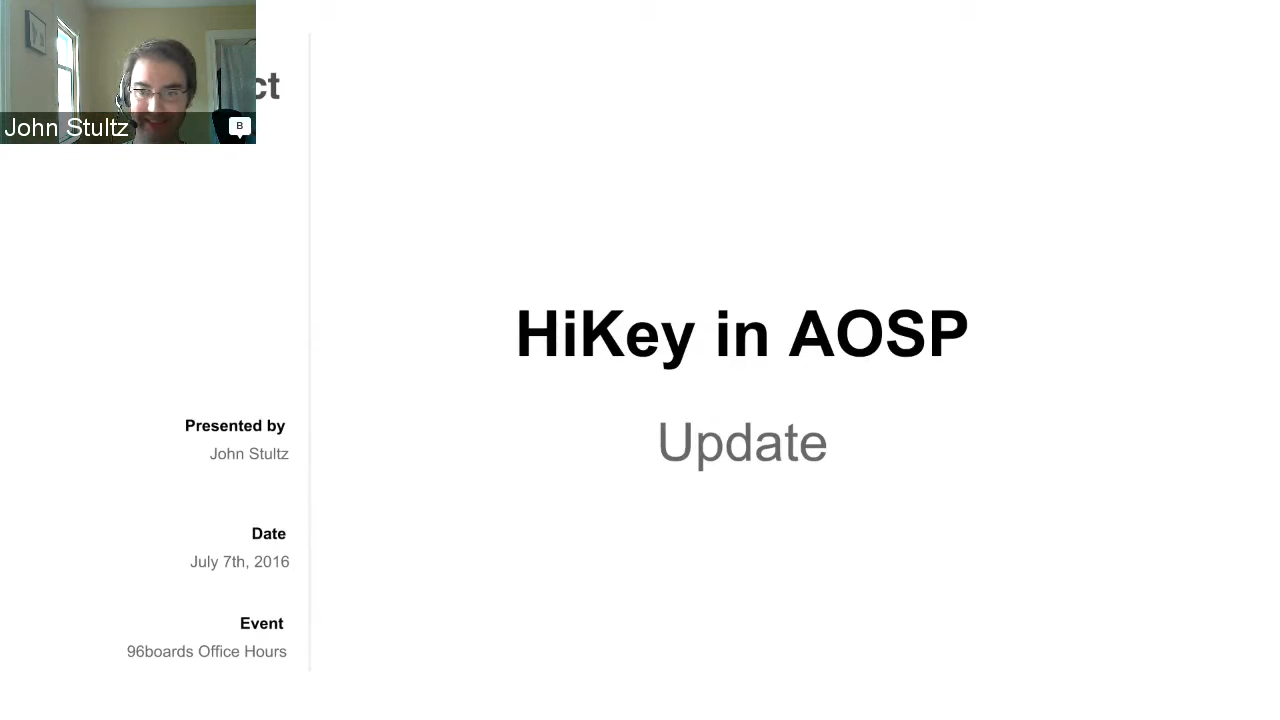 John Stultz
B
HiKey in AOSP
Update
Presented by
John Stultz
Date
July 7th, 2016
Event
96boards Office Hours